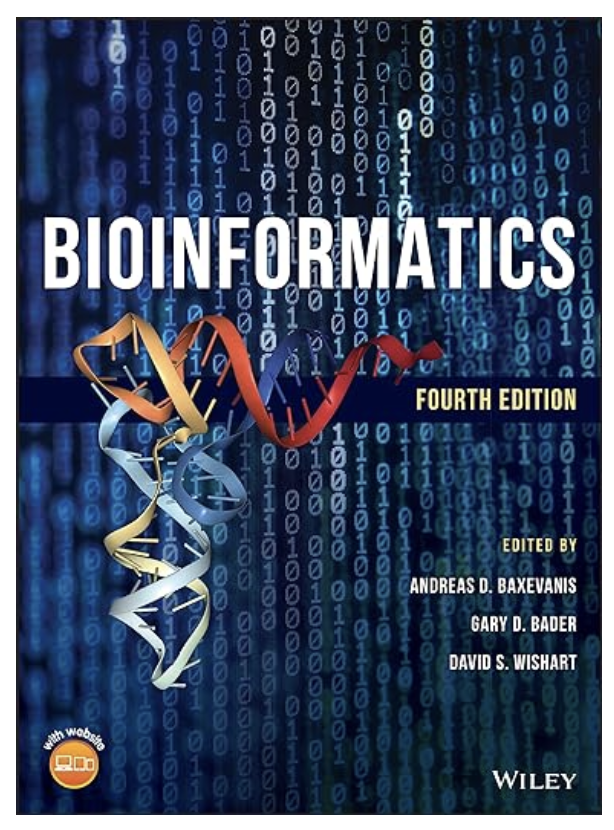 BIOINFORMATICS
FOURTH EDITION
EDITED BY
ANDREAS D. BAXEVANIS
GARY D. BADER
DAVID S. WISHART
with website
WILEY